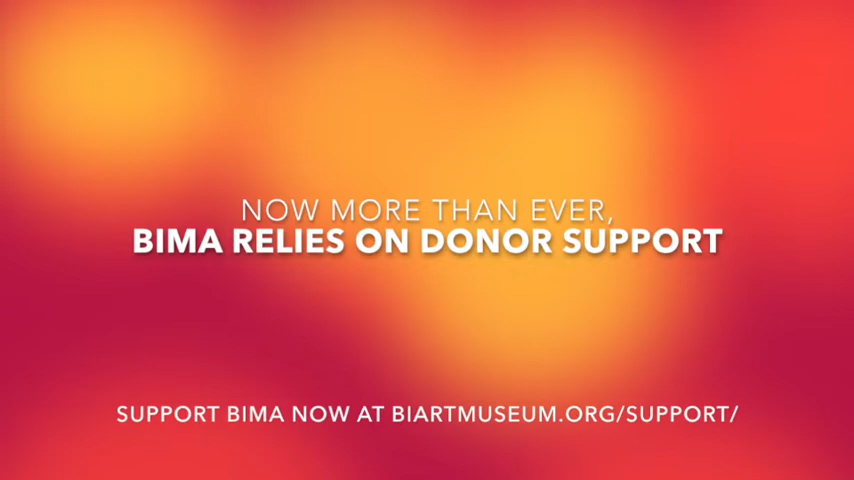 NOW MORE THAN EVER,
BIMA RELIES ON DONOR SUPPORT
SUPPORT BIMA NOW AT BIARTMUSEUM.ORG/SUPPORT/